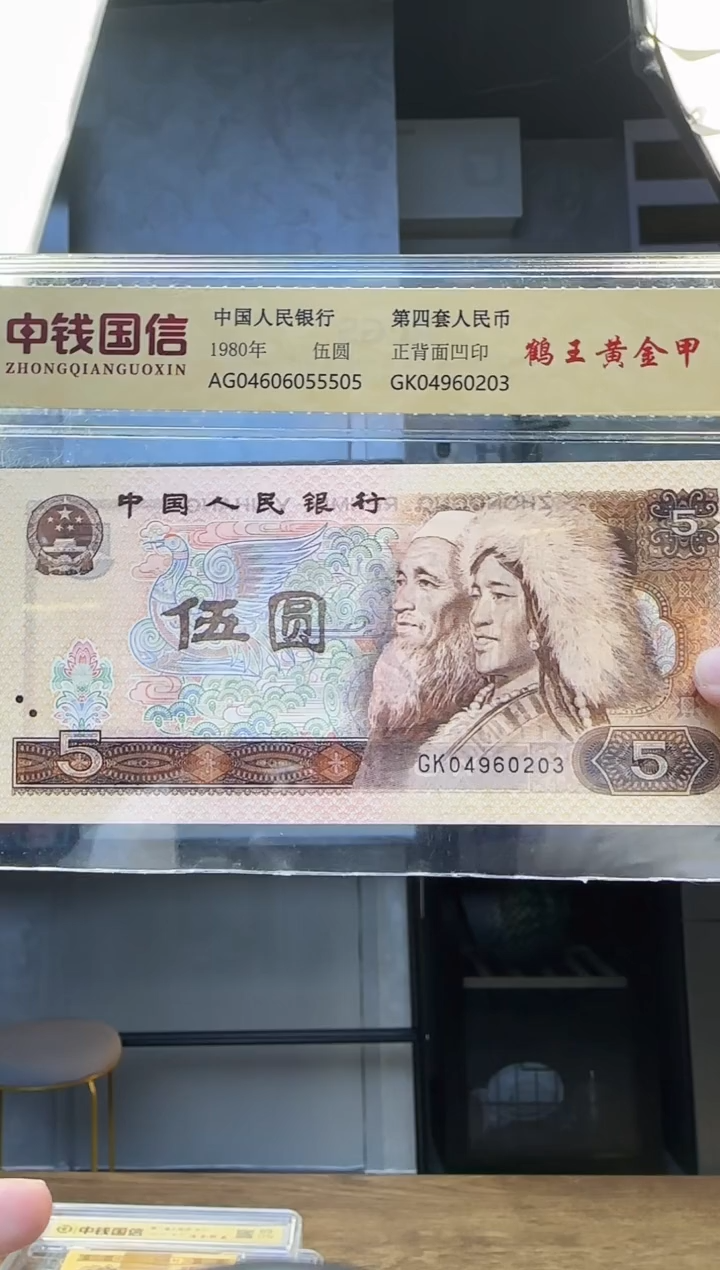 中钱国信
ZHONGQIANGUOXIN
中国人民银行 第四套人民币
1980年 伍圆 正背面凹印
AG04606055505 GK04960203
鹤王黄金甲
中国人民银行
5
伍圆
5
GK04960203
5
中钱国信